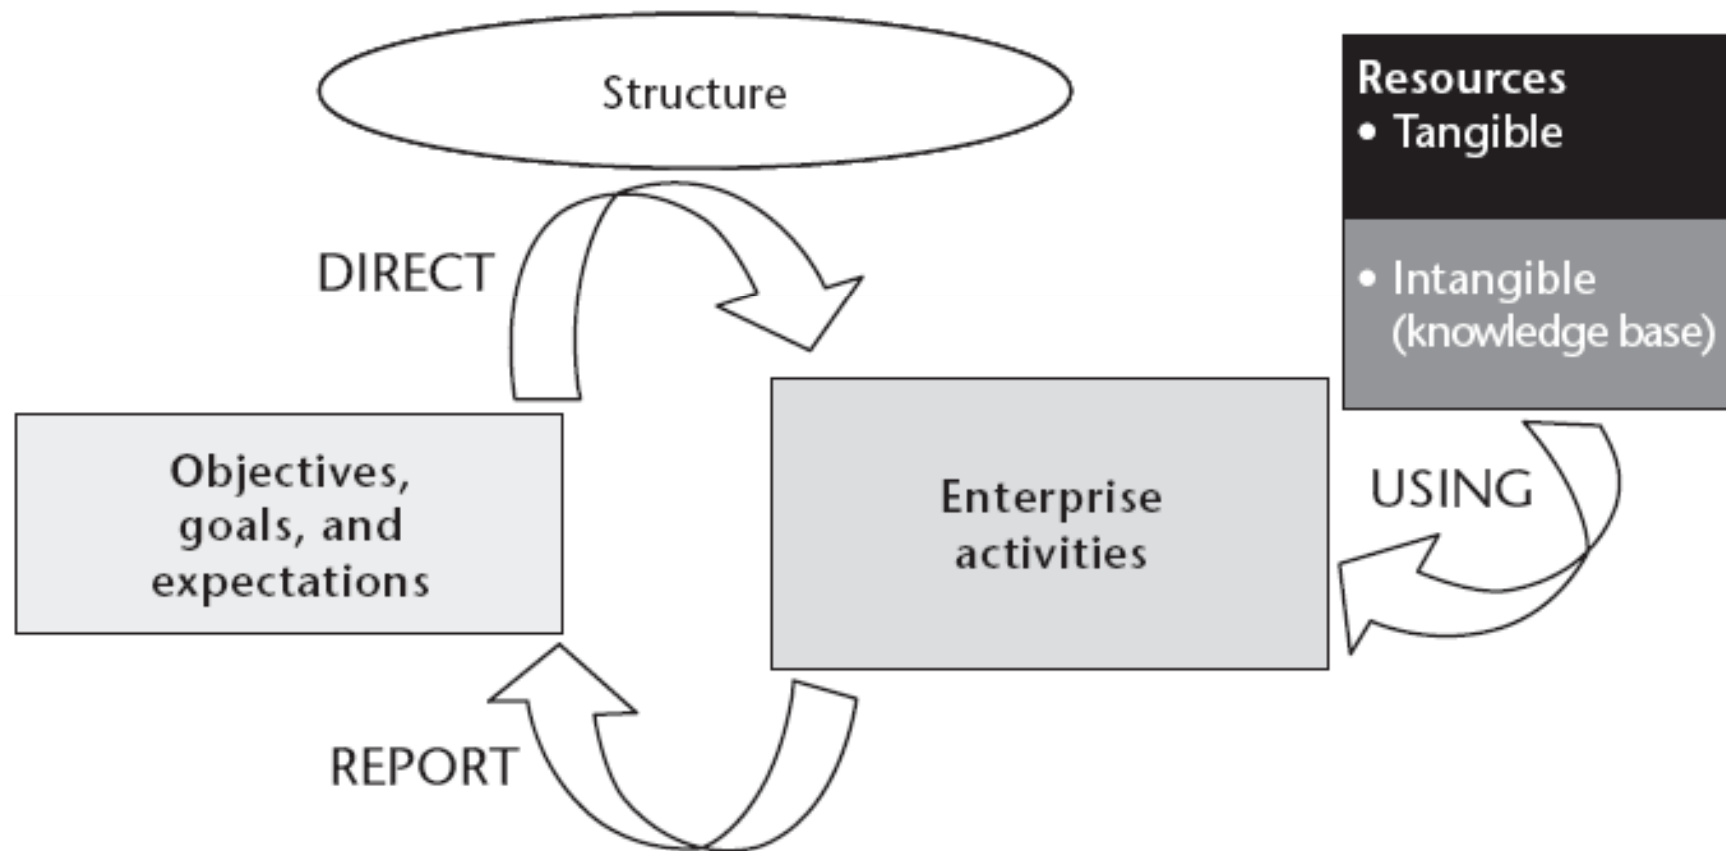 Structure
Resources
• Tangible
DIRECT
• Intangible
(knowledge base)
Objectives,
goals, and
expectations
Enterprise
activities
USING
REPORT